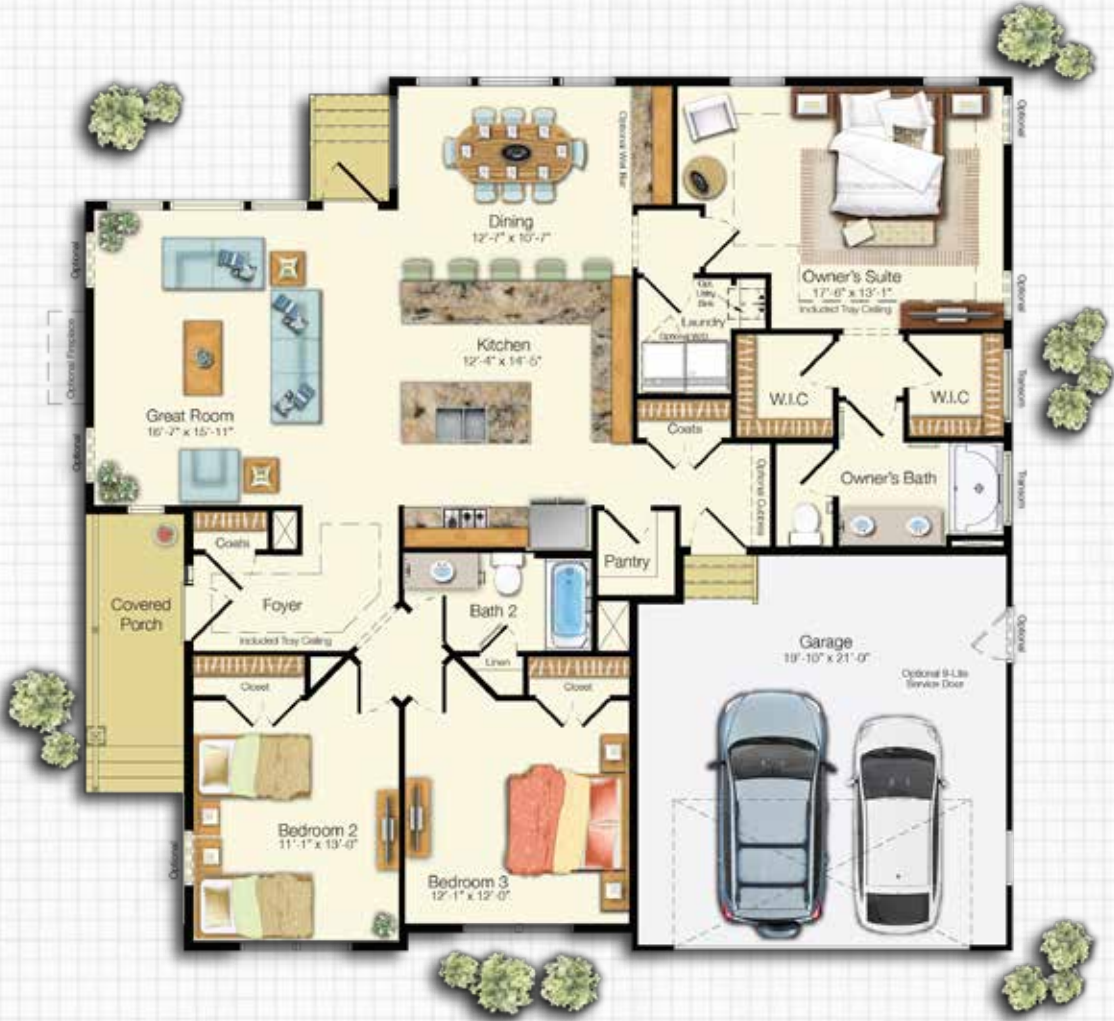 Optional Wet Bar
Optional
Dining
12'-7" x 10'-7"
Optional
Owner's Suite
17'-6" x 13'-1"
Included Tray Ceiling
Optional
Opt.
Utility
Sink
Laundry
Optional W/D
Kitchen
12'-4" x 14'-5"
Optional Fireplace
Great Room
16'-7" x 15'-11"
Optional
W.I.C
W.I.C
Transom
Coats
Optional Cubbies
Owner's Bath
Transom
Coats
Pantry
Covered
Porch
Foyer
Included Tray Ceiling
Bath 2
Linen
Closet
Closet
Garage
19'-10" x 21'-0"
Optional 9-Lite
Service Door
Optional
Bedroom 2
11'-1" x 13'-0"
Optional
Bedroom 3
12'-1" x 12'-0"